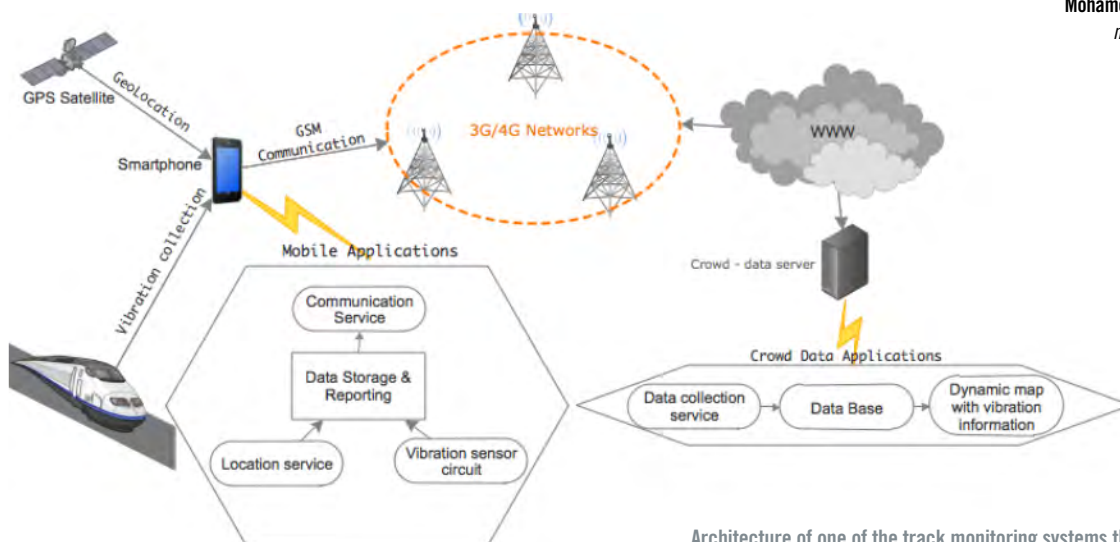 Mohame
GPS Satellite
GeoLocation
Smartphone
GSM
Communication
3G/4G Networks
WWW
Vibration collection
Crowd - data server
Mobile Applications
Communication
Service
Data Storage &
Reporting
Location service
Vibration sensor
circuit
Crowd Data Applications
Data collection
service
Data Base
Dynamic map
with vibration
information
Architecture of one of the track monitoring systems t